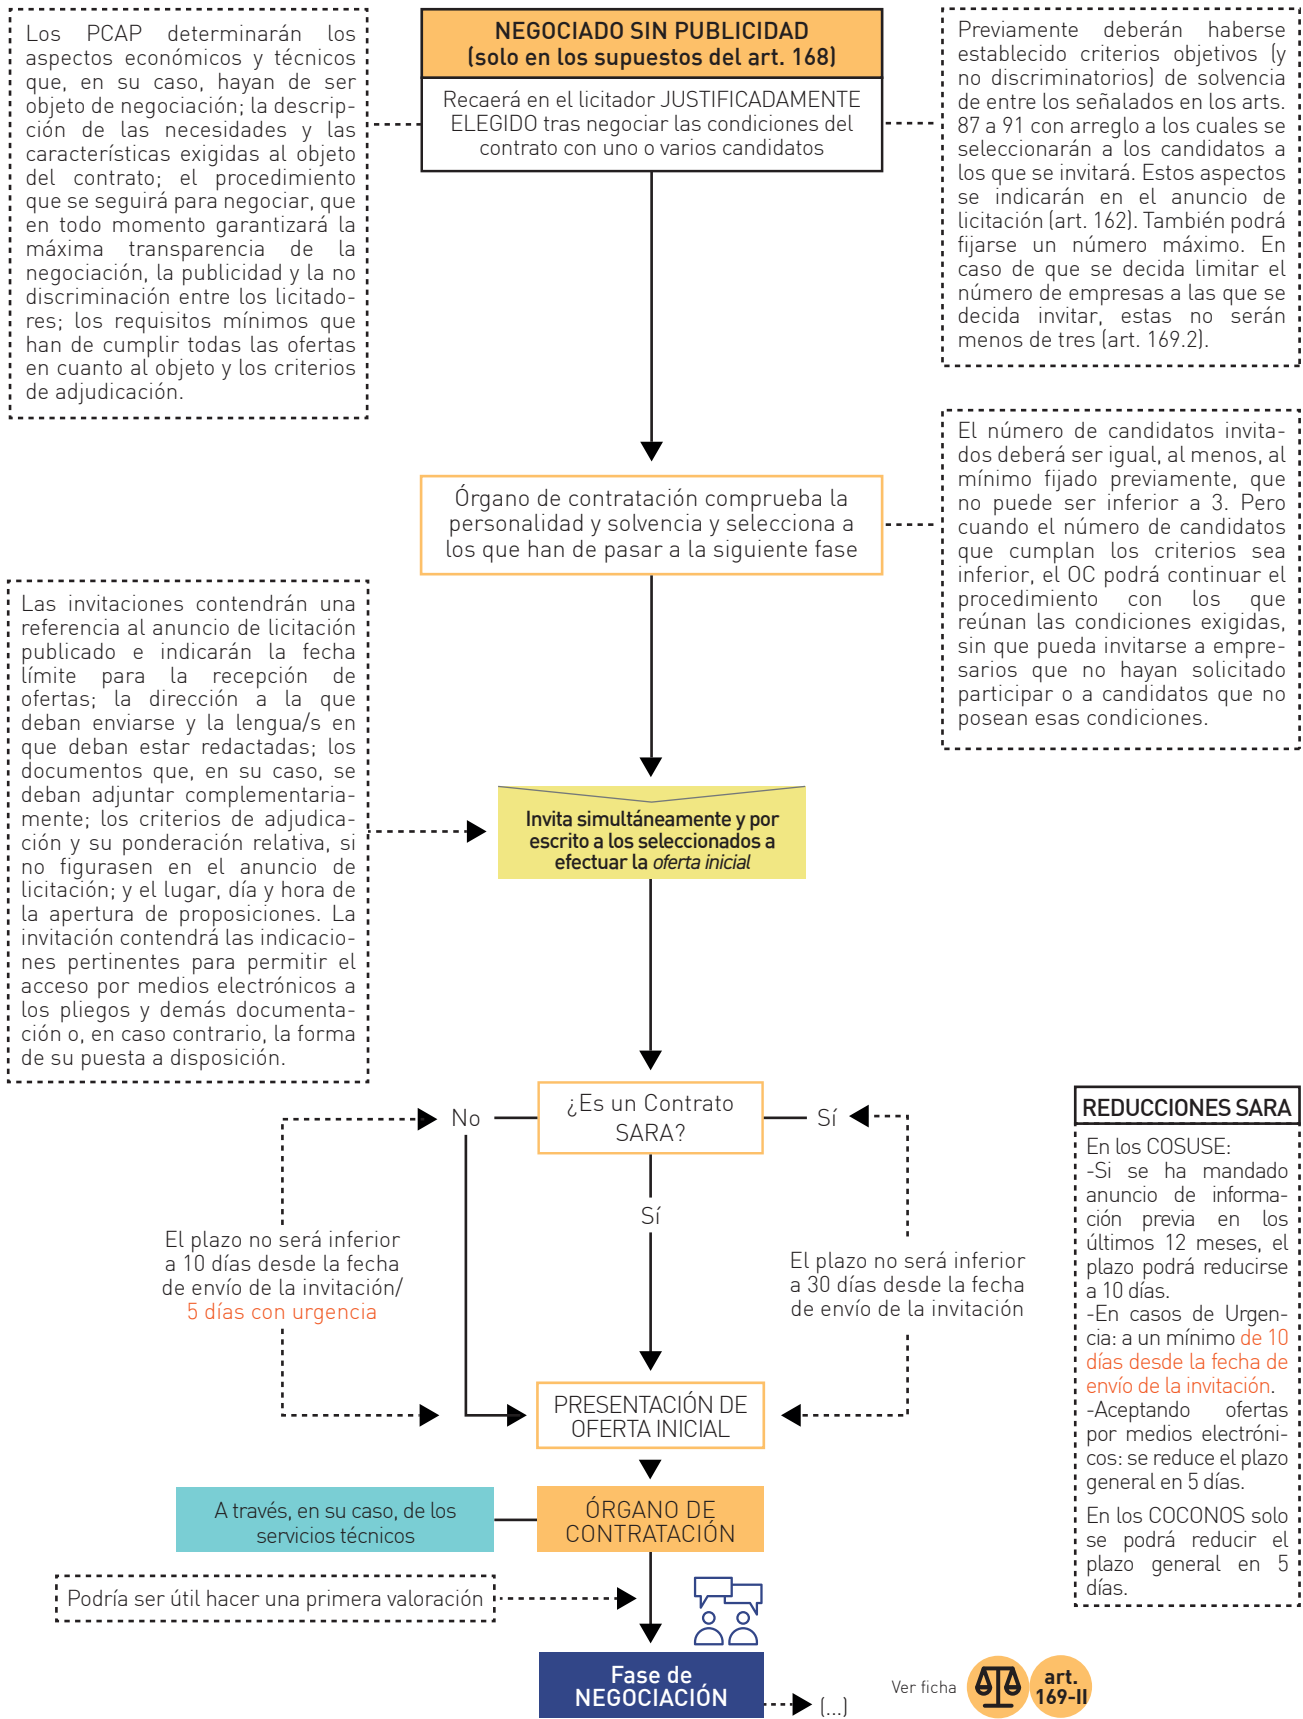 NEGOCIADO SIN PUBLICIDAD
(solo en los supuestos del art. 168)
Recaerá en el licitador JUSTIFICADAMENTE
ELEGIDO tras negociar las condiciones del
contrato con uno o varios candidatos
Los PCAP determinarán los
aspectos económicos y técnicos
que, en su caso, hayan de ser
objeto de negociación; la descrip-
ción de las necesidades y las
características exigidas al objeto
del contrato; el procedimiento
que se seguirá para negociar, que
en todo momento garantizará la
máxima transparencia de la
negociación, la publicidad y la no
discriminación entre los licitado-
res; los requisitos mínimos que
han de cumplir todas las ofertas
en cuanto al objeto y los criterios
de adjudicación.
Previamente deberán haberse
establecido criterios objetivos (y
no discriminatorios) de solvencia
de entre los señalados en los arts.
87 a 91 con arreglo a los cuales se
seleccionarán a los candidatos a
los que se invitará. Estos aspectos
se indicarán en el anuncio de
licitación (art. 162). También podrá
fijarse un número máximo. En
caso de que se decida limitar el
número de empresas a las que se
decida invitar, estas no serán
menos de tres (art. 169.2).
Órgano de contratación comprueba la
personalidad y solvencia y selecciona a
los que han de pasar a la siguiente fase
El número de candidatos invita-
dos deberá ser igual, al menos, al
mínimo fijado previamente, que
no puede ser inferior a 3. Pero
cuando el número de candidatos
que cumplan los criterios sea
inferior, el OC podrá continuar el
procedimiento con los que
reúnan las condiciones exigidas,
sin que pueda invitarse a empre-
sarios que no hayan solicitado
participar o a candidatos que no
posean esas condiciones.
Las invitaciones contendrán una
referencia al anuncio de licitación
publicado e indicarán la fecha
límite para la recepción de
ofertas; la dirección a la que
deban enviarse y la lengua/s en
que deban estar redactadas; los
documentos que, en su caso, se
deban adjuntar complementaria-
mente; los criterios de adjudica-
ción y su ponderación relativa, si
no figurasen en el anuncio de
licitación; y el lugar, día y hora de
la apertura de proposiciones. La
invitación contendrá las indicacio-
nes pertinentes para permitir el
acceso por medios electrónicos a
los pliegos y demás documenta-
ción o, en caso contrario, la forma
de su puesta a disposición.
Invita simultáneamente y por
escrito a los seleccionados a
efectuar la oferta inicial
¿Es un Contrato
SARA?
No
Sí
Sí
El plazo no será inferior
a 10 días desde la fecha
de envío de la invitación/
5 días con urgencia
El plazo no será inferior
a 30 días desde la fecha
de envío de la invitación
REDUCCIONES SARA
En los COSUSE:
-Si se ha mandado
anuncio de informa-
ción previa en los
últimos 12 meses, el
plazo podrá reducirse
a 10 días.
-En casos de Urgen-
cia: a un mínimo de 10
días desde la fecha de
envío de la invitación.
-Aceptando ofertas
por medios electróni-
cos: se reduce el plazo
general en 5 días.
En los COCONOS solo
se podrá reducir el
plazo general en 5
días.
PRESENTACIÓN DE
OFERTA INICIAL
A través, en su caso, de los
servicios técnicos
ÓRGANO DE
CONTRATACIÓN
Podría ser útil hacer una primera valoración
Fase de
NEGOCIACIÓN
(...)
Ver ficha
art.
169-II